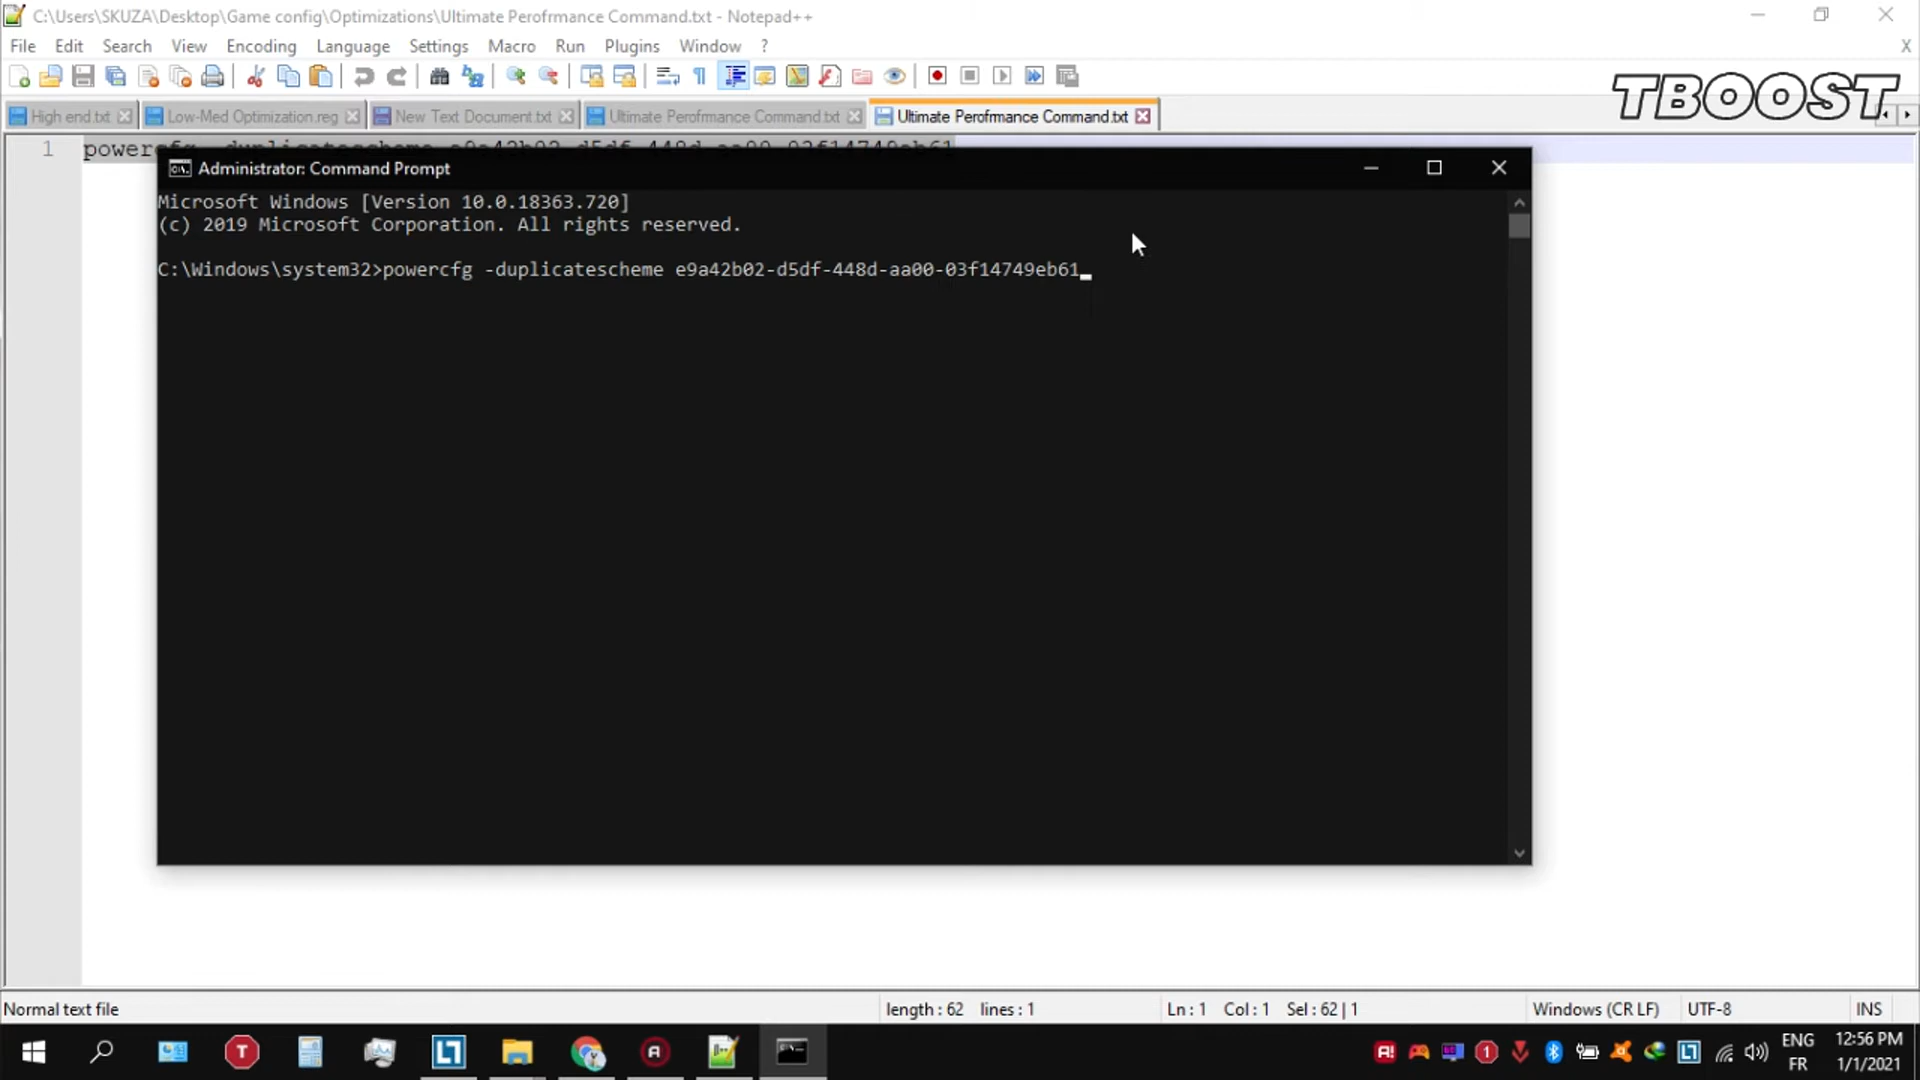 C:\Users\SKUZA\Desktop\Game config\Optimizations\Ultimate Perofrmance Command.txt - Notepad++
File Edit Search View Encoding Language Settings Macro Run Plugins Window ? X
TBOOST
High end.txt Low-Med Optimization.reg New Text Document.txt Ultimate Perofrmance Command.txt Ultimate Perofrmance Command.txt
1 powercfg -duplicatescheme e9a42b02-d5df-448d-aa00-03f14749eb61
Administrator: Command Prompt
Microsoft Windows [Version 10.0.18363.720]
(c) 2019 Microsoft Corporation. All rights reserved.
C:\Windows\system32>powercfg -duplicatescheme e9a42b02-d5df-448d-aa00-03f14749eb61
Normal text file length : 62 lines : 1 Ln : 1 Col : 1 Sel : 62 | 1 Windows (CR LF) UTF-8 INS
ENG 12:56 PM
FR 1/1/2021